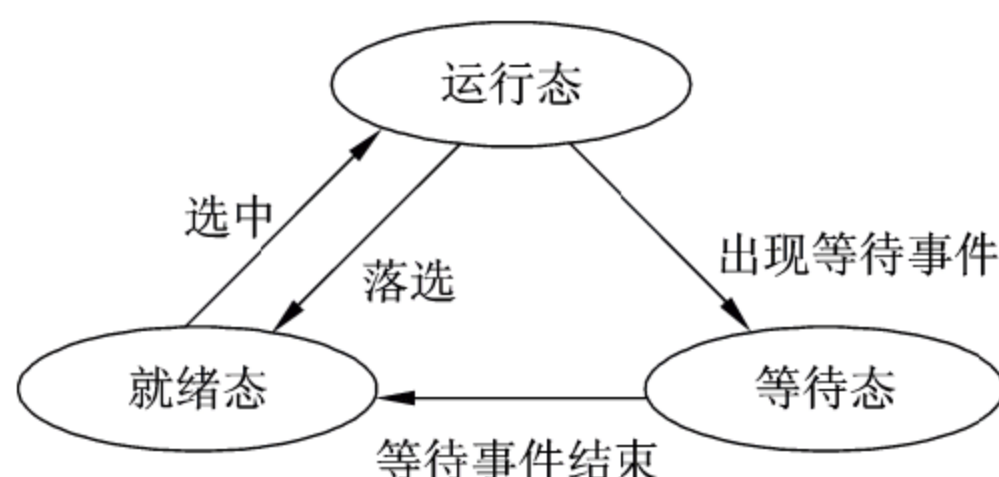 运行态
选中
落选
出现等待事件
就绪态
等待态
等待事件结束